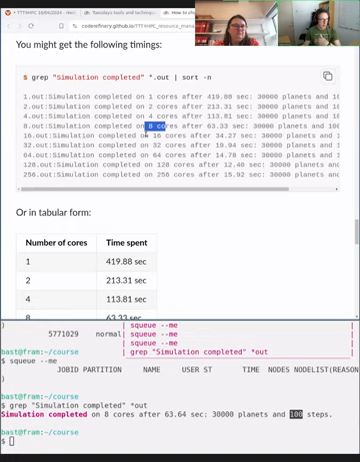 TTT4HPC 16/04/2024 - H
Tuesdays tools and techni
How to ch
coderefinery.github.io/TTT4HPC_resource_mana
You might get the following timings:
$ grep "Simulation completed" *.out | sort -n
1.out:Simulation completed on 1 cores after 419.88 sec: 30000 planets and 10
2.out:Simulation completed on 2 cores after 213.31 sec: 30000 planets and 10
4.out:Simulation completed on 4 cores after 113.81 sec: 30000 planets and 10
8.out:Simulation completed on 8 cores after 63.33 sec: 30000 planets and 100
16.out:Simulation completed on 16 cores after 34.27 sec: 30000 planets and 1
32.out:Simulation completed on 32 cores after 19.94 sec: 30000 planets and 1
64.out:Simulation completed on 64 cores after 14.78 sec: 30000 planets and 1
128.out:Simulation completed on 128 cores after 12.40 sec: 30000 planets and
256.out:Simulation completed on 256 cores after 15.92 sec: 30000 planets and
Or in tabular form:
Number of cores Time spent
1 419.88 sec
2 213.31 sec
4 113.81 sec
8 63.33 sec
) | squeue --me
5771029 normal| squeue --me
| squeue --me
bast@fram:~/course | grep "Simulation completed" *out
$ squeue --me
JOBID PARTITION NAME USER ST TIME NODES NODELIST(REASON
)
bast@fram:~/course
$ grep "Simulation completed" *out
Simulation completed on 8 cores after 63.64 sec: 30000 planets and 100 steps.
bast@fram:~/course
$